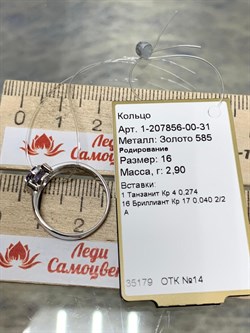 Кольцо
Арт. 1-207856-00-31
Металл: Золото 585
Родирование
Размер: 16
Масса, г: 2,90
Вставки:
1 Танзанит Кр 4 0,274
16 Бриллиант Кр 17 0,040 2/2
А
35179 ОТК №14
Леди
Самоцве
Леди
Самоцвет